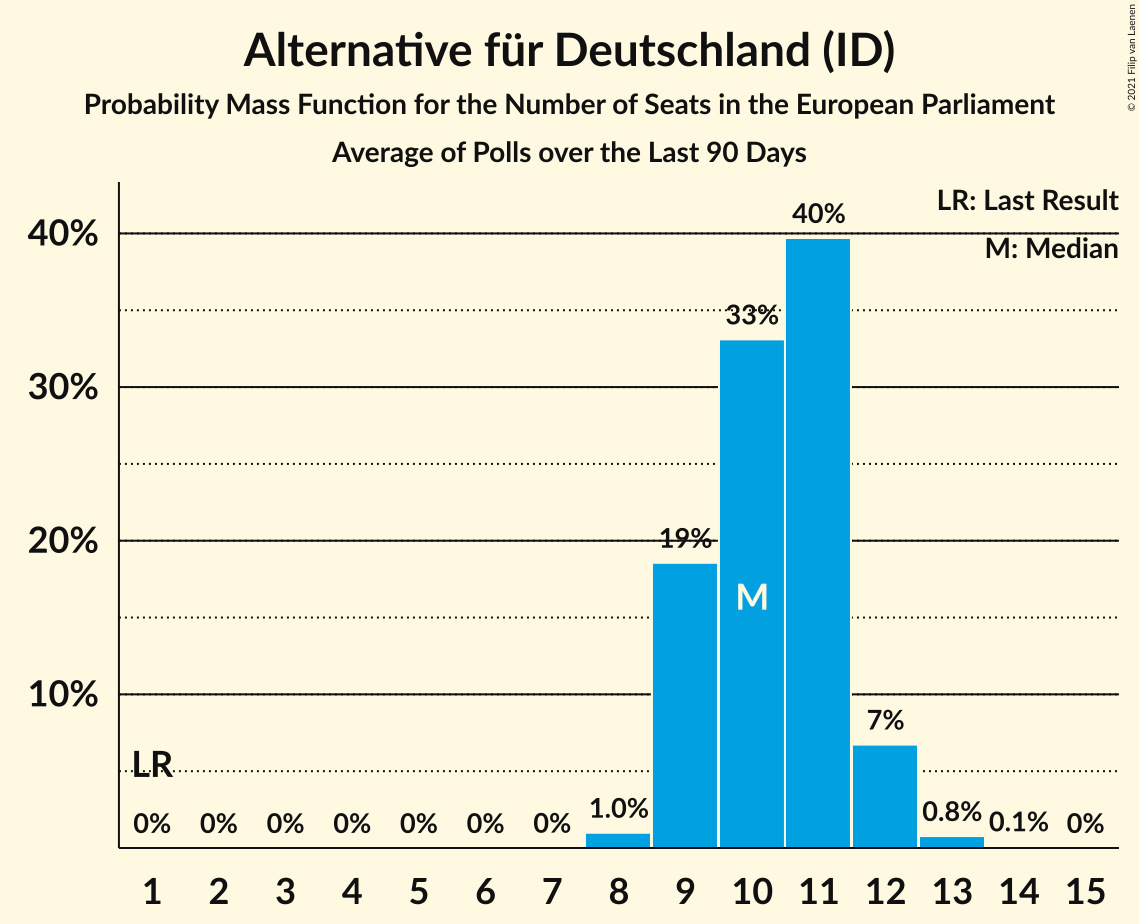 Alternative für Deutschland (ID)
Probability Mass Function for the Number of Seats in the European Parliament
Average of Polls over the Last 90 Days
© 2021 Filip van Laenen
LR: Last Result
M: Median
40%
30%
20%
10%
LR
M
0%
0%
0%
0%
0%
0%
0%
1.0%
19%
33%
40%
7%
0.8%
0.1%
0%
1 2 3 4 5 6 7 8 9 10 11 12 13 14 15